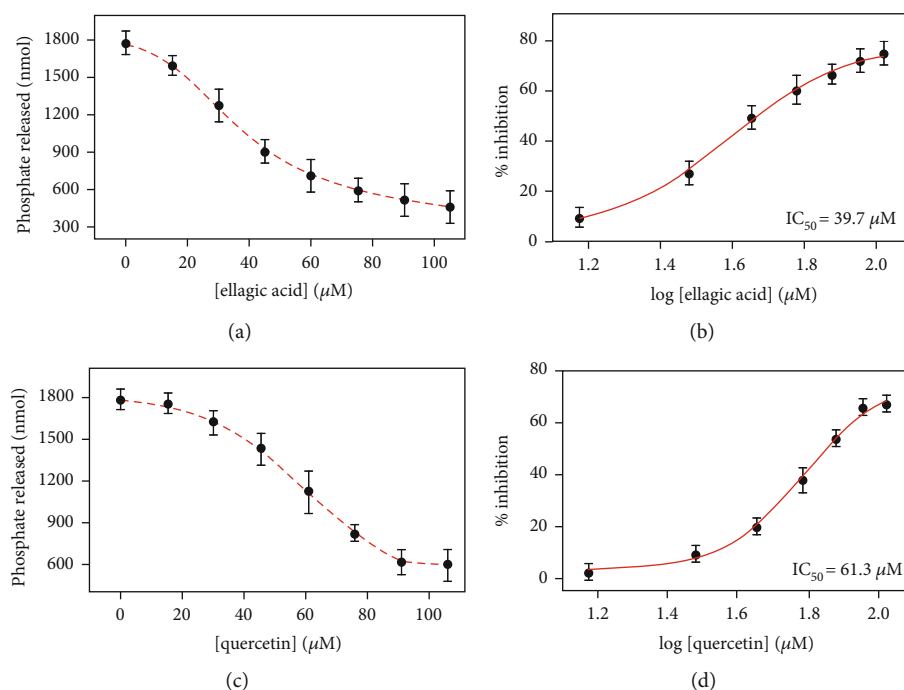 Phosphate released (nmol)
1800
1500
1200
900
600
300
0 20 40 60 80 100
[ellagic acid] (μM)
(a)
% inhibition
80
60
40
20
0
IC50 = 39.7 μM
1.2 1.4 1.6 1.8 2.0
log [ellagic acid] (μM)
(b)
Phosphate released (nmol)
1800
1500
1200
900
600
0 20 40 60 80 100
[quercetin] (μM)
(c)
% inhibition
80
60
40
20
0
IC50 = 61.3 μM
1.2 1.4 1.6 1.8 2.0
log [quercetin] (μM)
(d)